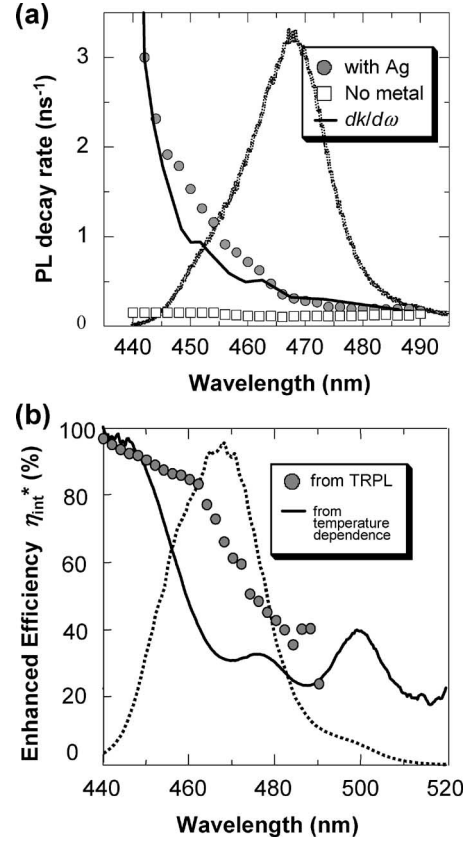 (a)
3
2
1
0
PL decay rate (ns⁻¹)
with Ag
No metal
dk/dω
440 450 460 470 480 490
Wavelength (nm)
(b)
100
80
60
40
20
0
Enhanced Efficiency η_int* (%)
from TRPL
from
temperature
dependence
440 460 480 500 520
Wavelength (nm)